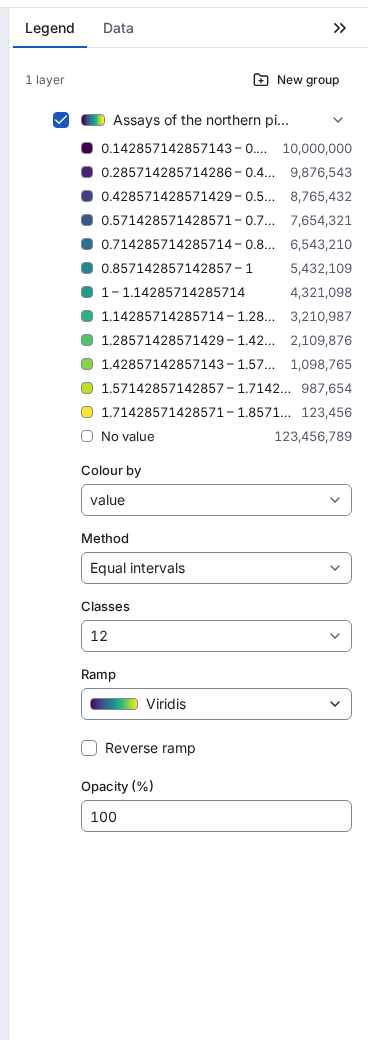 Legend Data
1 layer New group
Assays of the northern pi...
0.142857142857143 – 0.... 10,000,000
0.285714285714286 – 0.4... 9,876,543
0.428571428571429 – 0.5... 8,765,432
0.571428571428571 – 0.7... 7,654,321
0.714285714285714 – 0.8... 6,543,210
0.857142857142857 – 1 5,432,109
1 – 1.14285714285714 4,321,098
1.14285714285714 – 1.28... 3,210,987
1.28571428571429 – 1.42... 2,109,876
1.42857142857143 – 1.57... 1,098,765
1.57142857142857 – 1.7142... 987,654
1.71428571428571 – 1.8571... 123,456
No value 123,456,789
Colour by
value
Method
Equal intervals
Classes
12
Ramp
Viridis
Reverse ramp
Opacity (%)
100